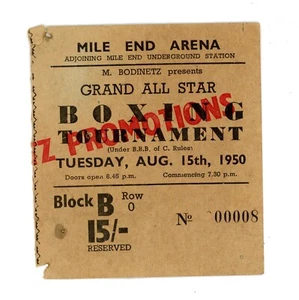 MILE END ARENA
ADJOINING MILE END UNDERGROUND STATION
M. BODINETZ presents
GRAND ALL STAR
BOXING
TOURNAMENT
TZ PROMOTIONS
(Under B.B.B. of C. Rules)
TUESDAY, AUG. 15th, 1950
Doors open 6.45 p.m. Commencing 7.30 p.m.
Block B Row O
15/-
RESERVED
No 00008